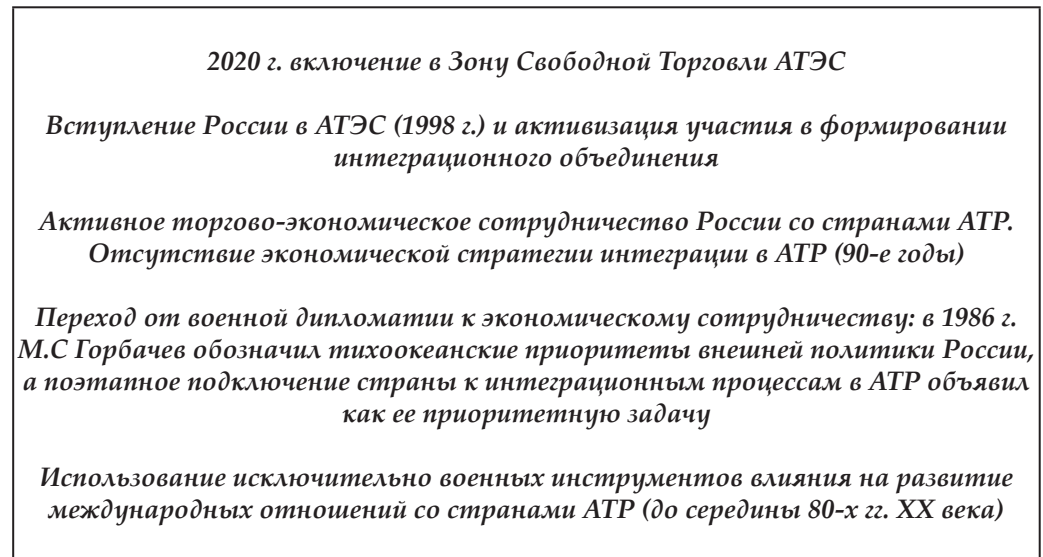 2020 г. включение в Зону Свободной Торговли АТЭС
Вступление России в АТЭС (1998 г.) и активизация участия в формировании
интеграционного объединения
Активное торгово-экономическое сотрудничество России со странами АТР.
Отсутствие экономической стратегии интеграции в АТР (90-е годы)
Переход от военной дипломатии к экономическому сотрудничеству: в 1986 г.
М.С Горбачев обозначил тихоокеанские приоритеты внешней политики России,
а поэтапное подключение страны к интеграционным процессам в АТР объявил
как ее приоритетную задачу
Использование исключительно военных инструментов влияния на развитие
международных отношений со странами АТР (до середины 80-х гг. XX века)